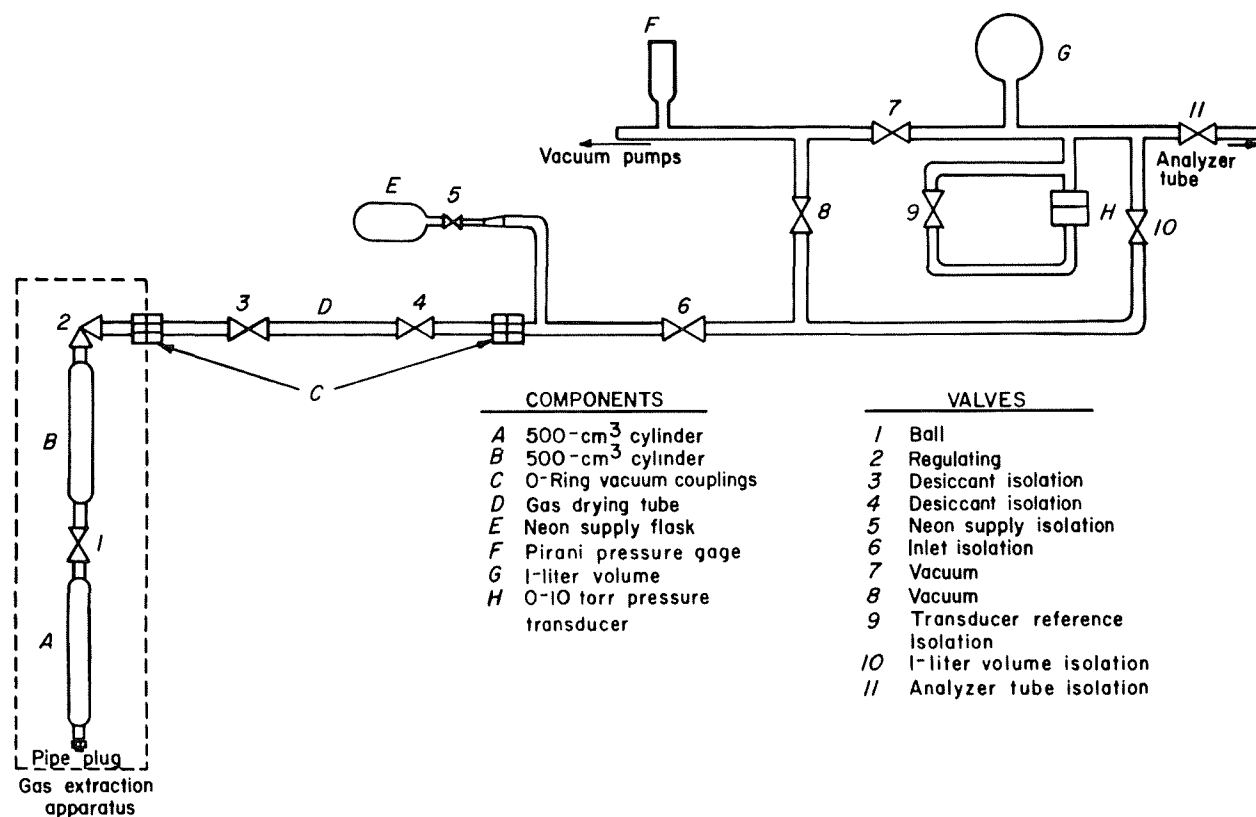 F
G
7
11
Vacuum pumps
Analyzer
tube
E
5
8
9
H
10
2
3
D
4
6
C
B
1
A
Pipe plug
Gas extraction
apparatus
COMPONENTS
A 500-cm³ cylinder
B 500-cm³ cylinder
C O-Ring vacuum couplings
D Gas drying tube
E Neon supply flask
F Pirani pressure gage
G 1-liter volume
H 0-10 torr pressure
transducer
VALVES
1 Ball
2 Regulating
3 Desiccant isolation
4 Desiccant isolation
5 Neon supply isolation
6 Inlet isolation
7 Vacuum
8 Vacuum
9 Transducer reference
Isolation
10 1-liter volume isolation
11 Analyzer tube isolation